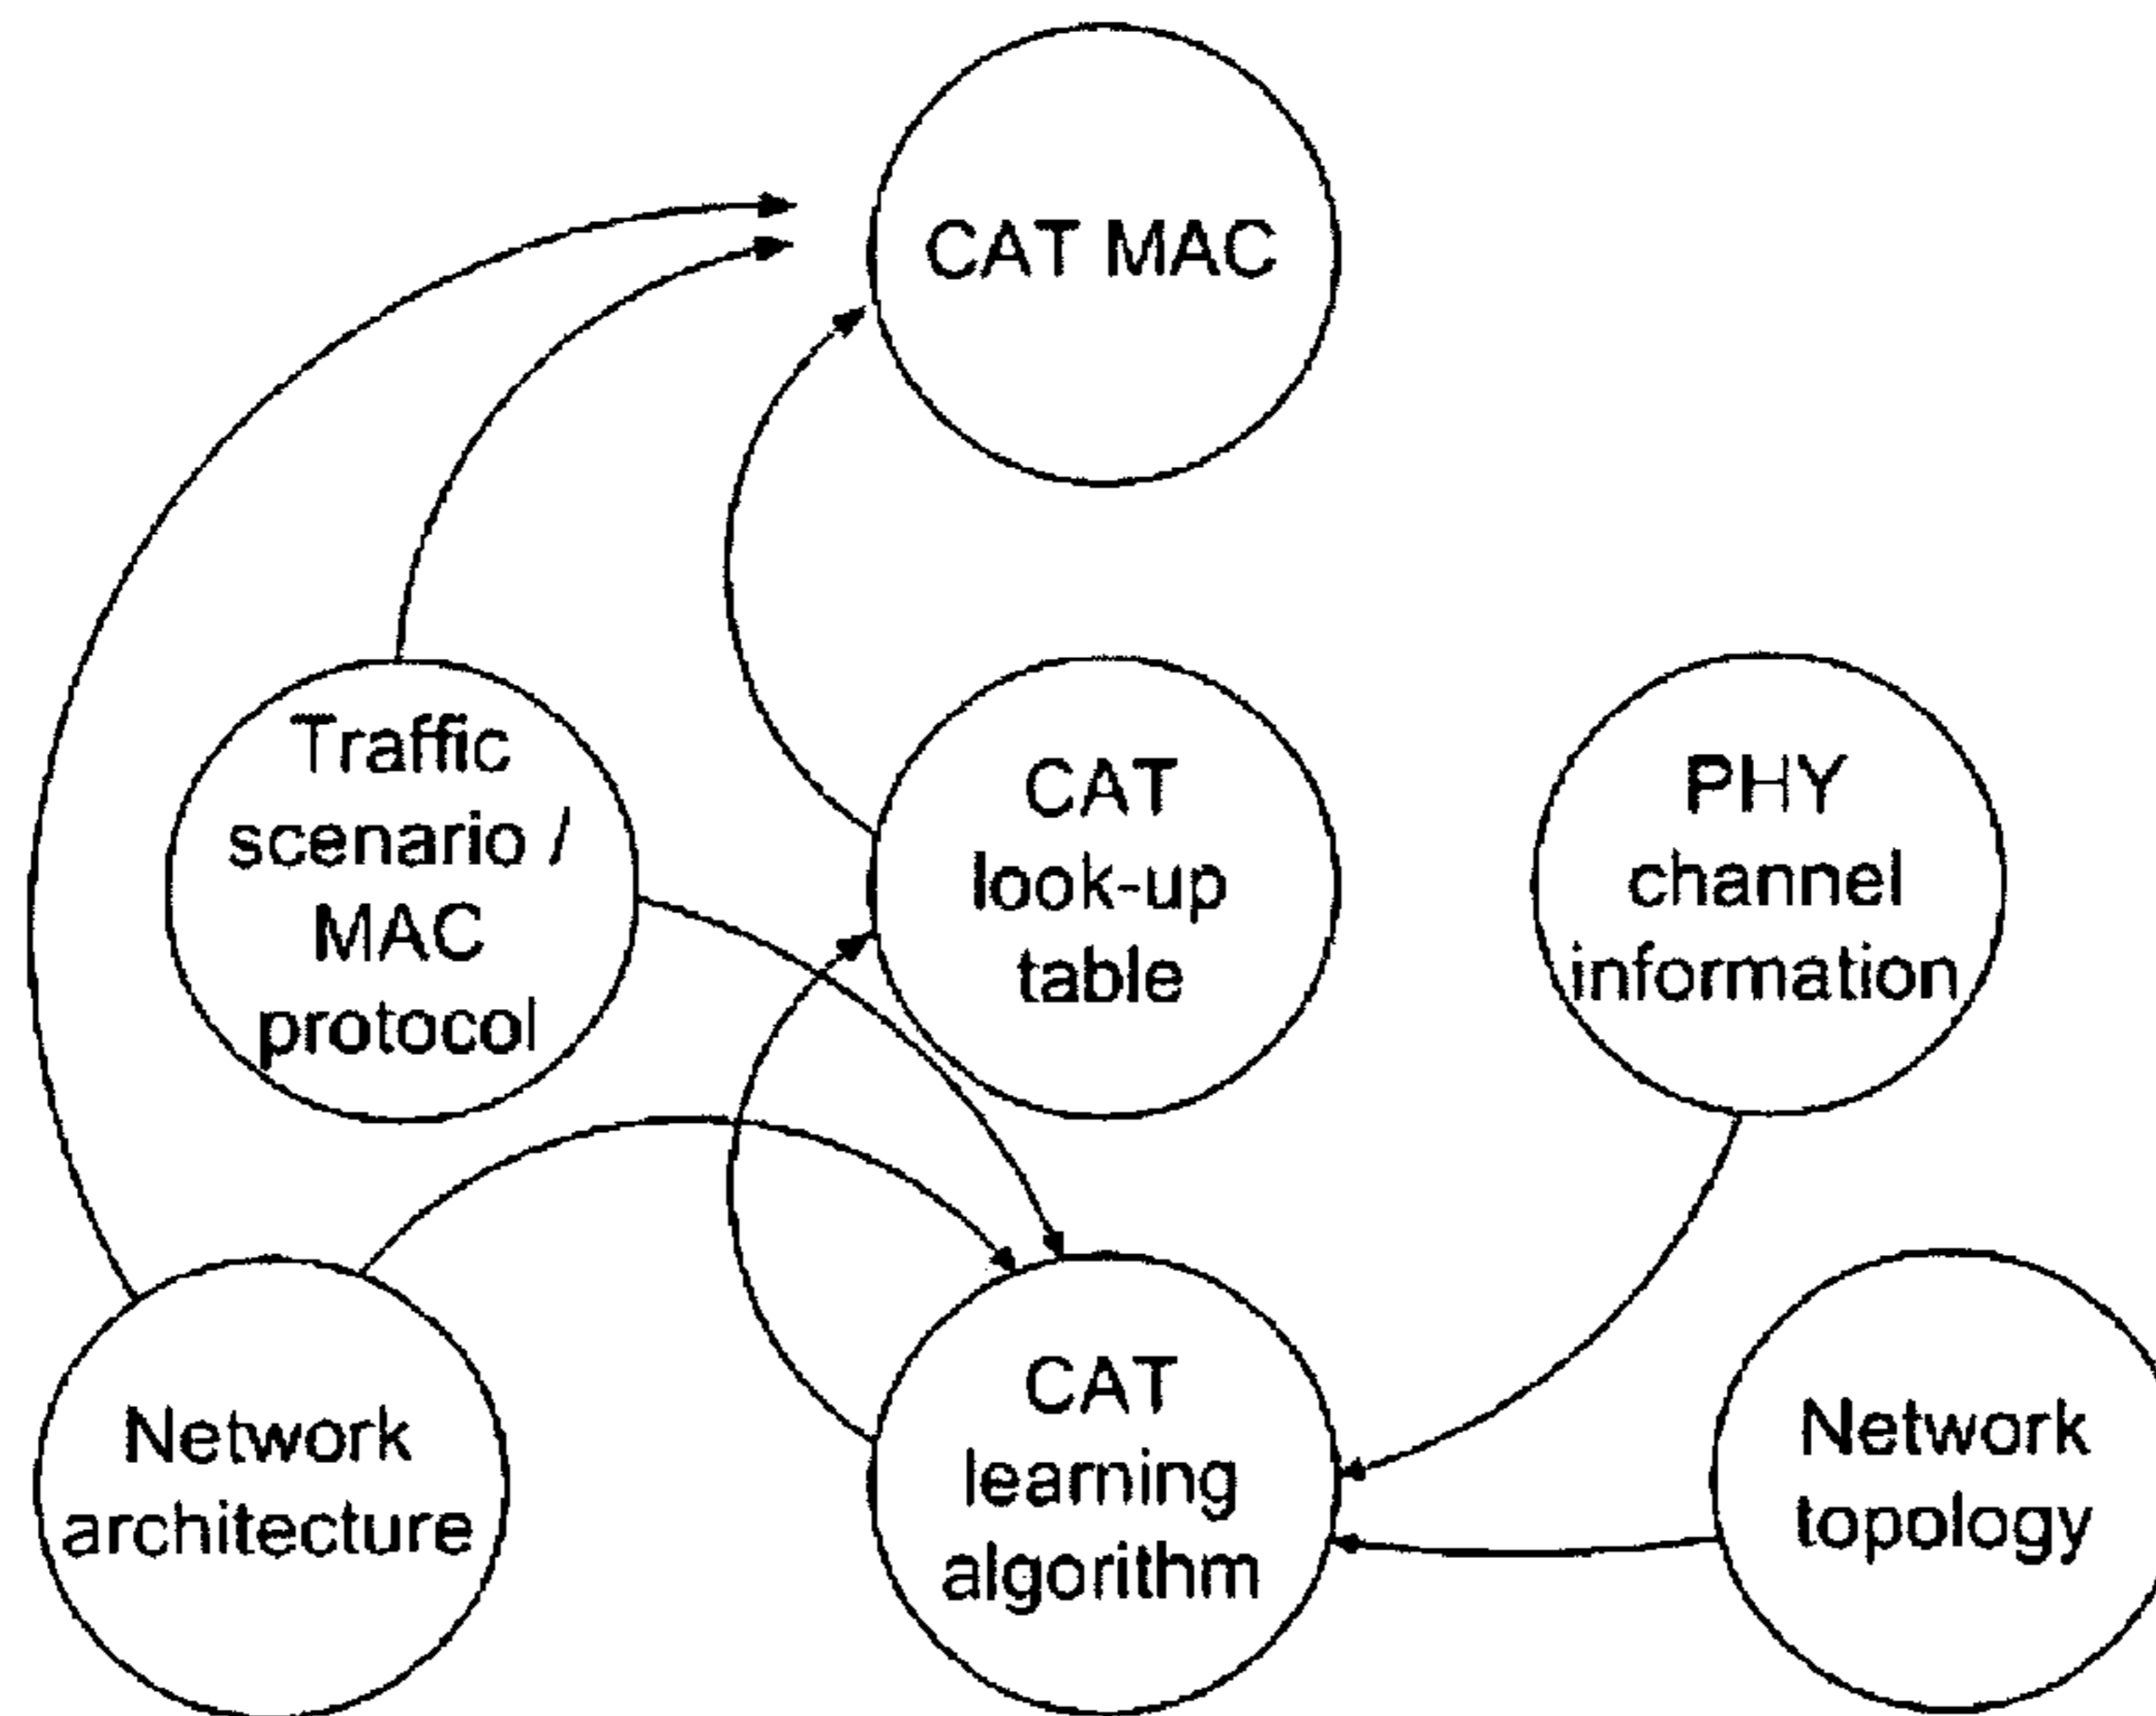 CAT MAC
Traffic
scenario /
MAC
protocol
CAT
look-up
table
PHY
channel
information
Network
architecture
CAT
learning
algorithm
Network
topology